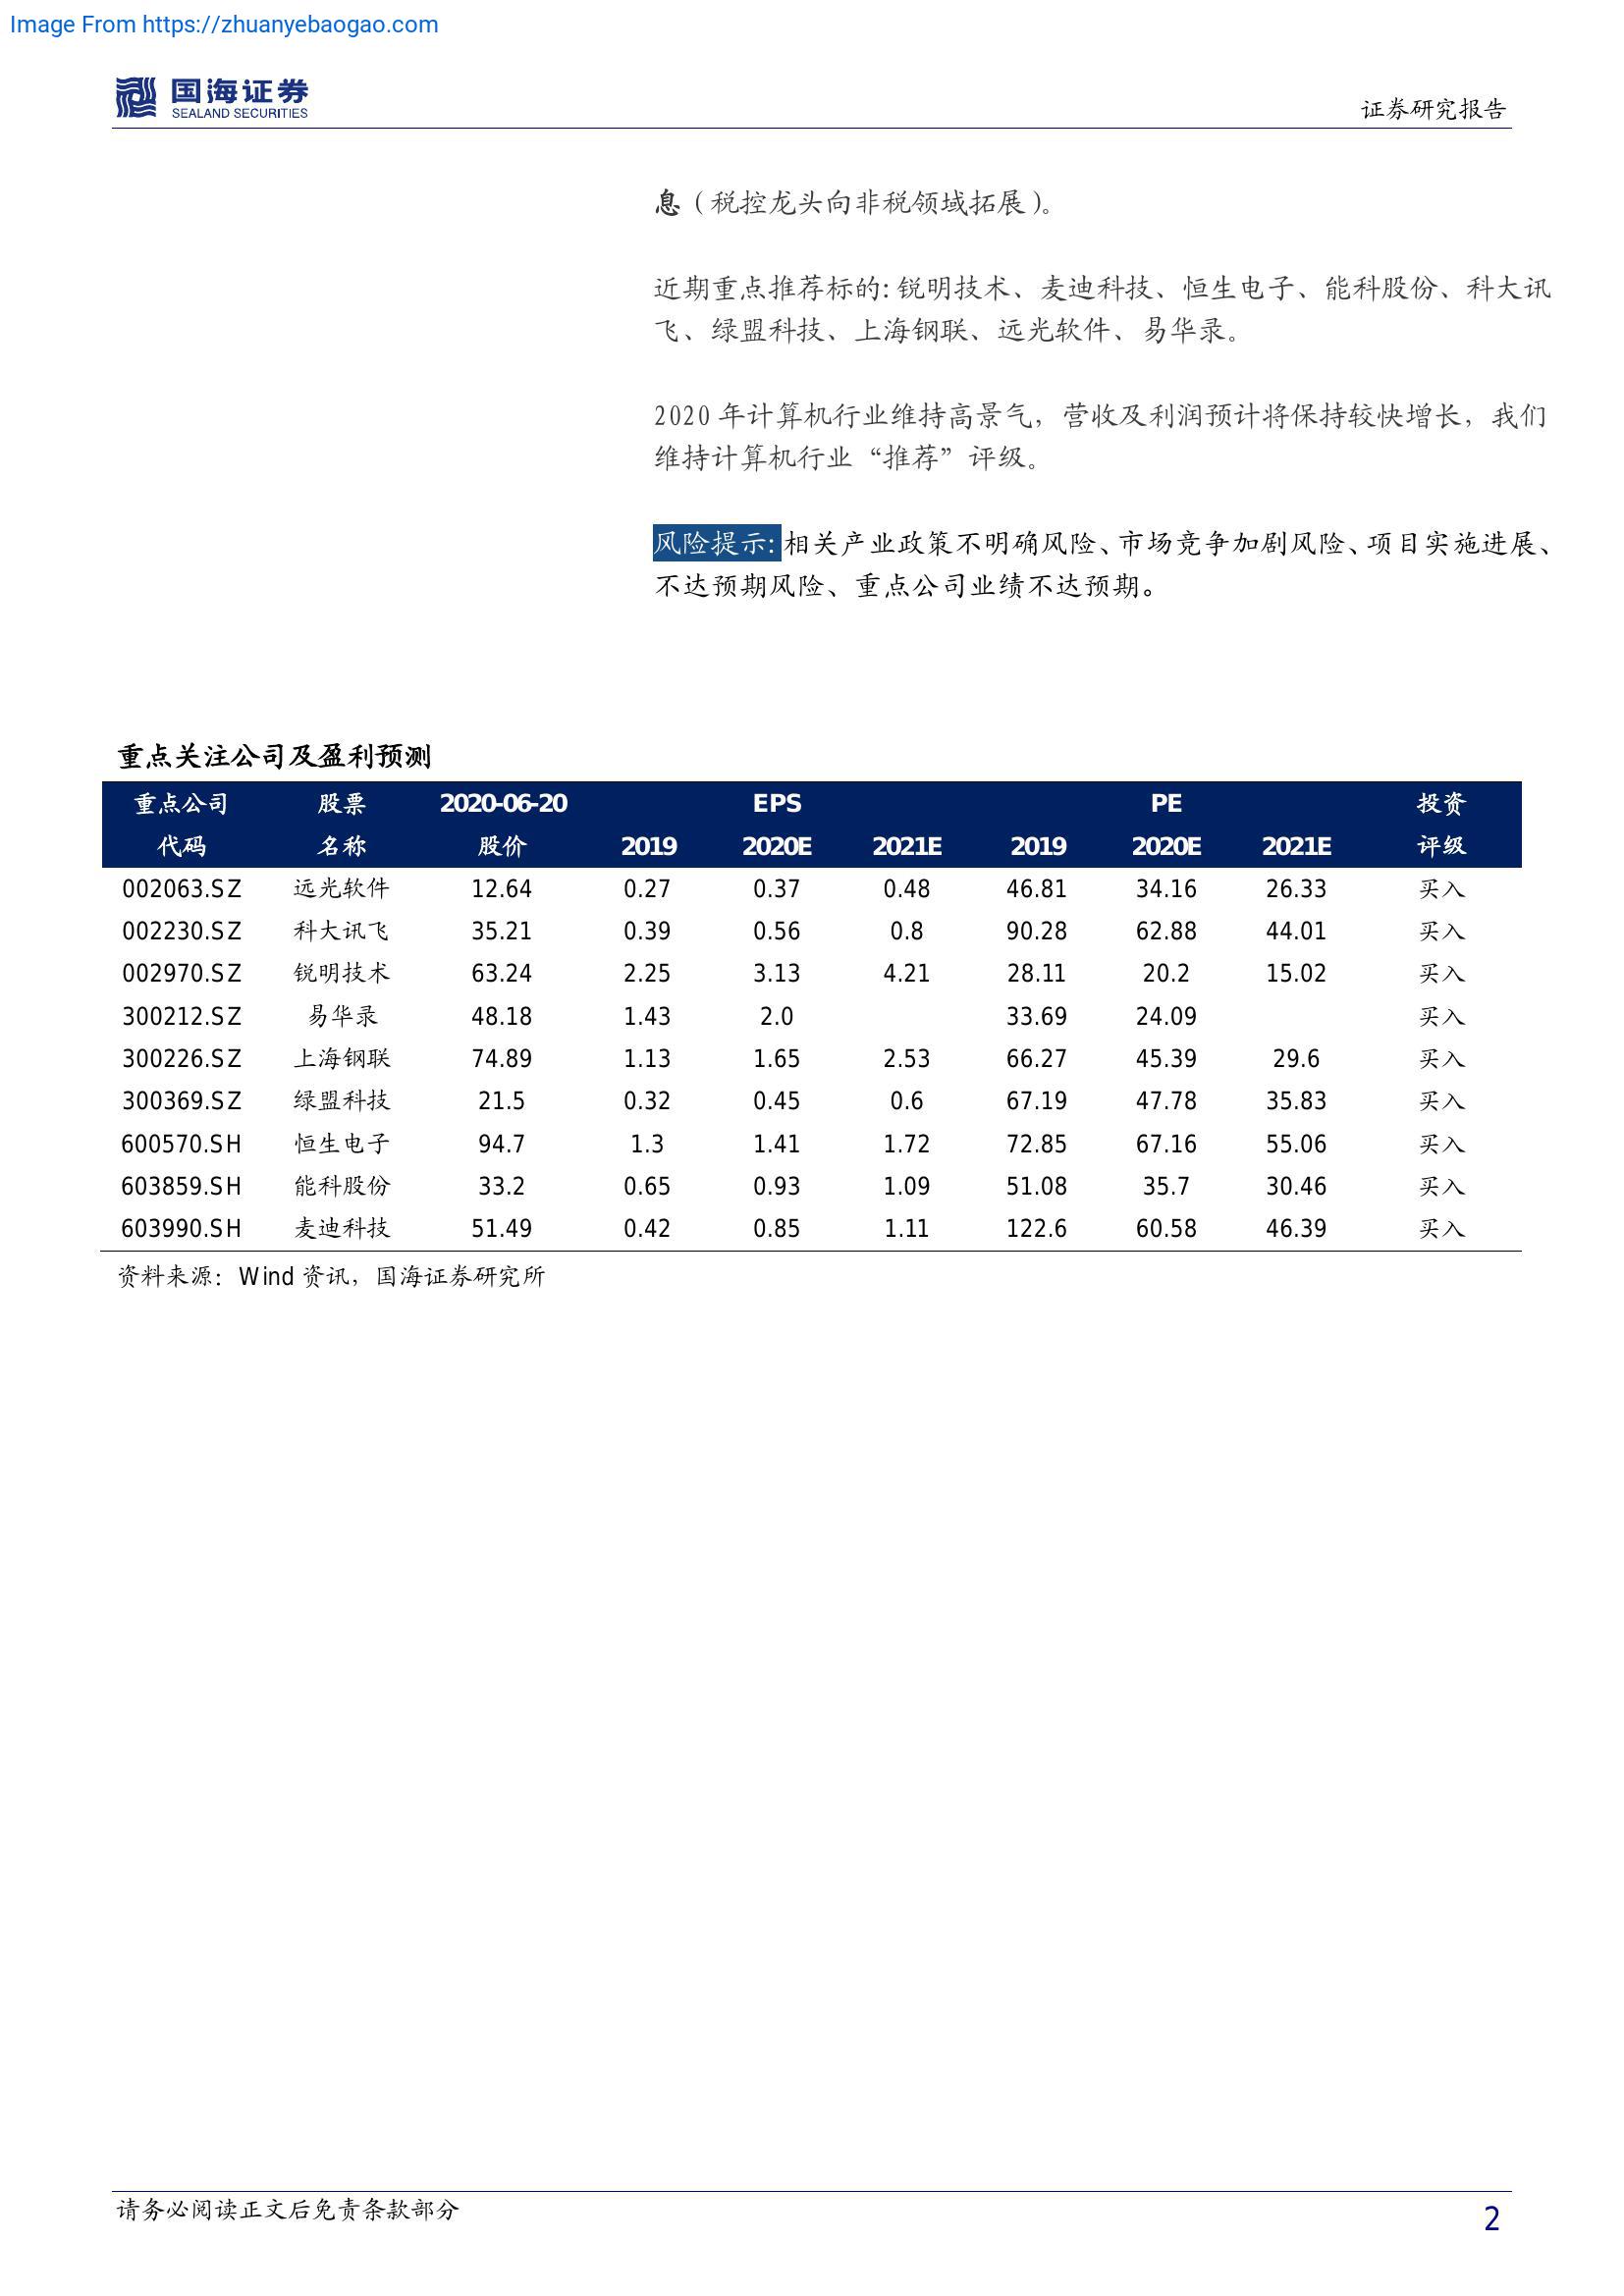 Image From https://zhuanyebaogao.com
国海证券
SEALAND SECURITIES
证券研究报告
息（税控龙头向非税领域拓展）。
近期重点推荐标的：锐明技术、麦迪科技、恒生电子、能科股份、科大讯
飞、绿盟科技、上海钢联、远光软件、易华录。
2020 年计算机行业维持高景气，营收及利润预计将保持较快增长，我们
维持计算机行业“推荐”评级。
风险提示：相关产业政策不明确风险、市场竞争加剧风险、项目实施进展、
不达预期风险、重点公司业绩不达预期。
重点关注公司及盈利预测
重点公司 股票 2020-06-20 EPS PE 投资
代码 名称 股价 2019 2020E 2021E 2019 2020E 2021E 评级
002063.SZ 远光软件 12.64 0.27 0.37 0.48 46.81 34.16 26.33 买入
002230.SZ 科大讯飞 35.21 0.39 0.56 0.8 90.28 62.88 44.01 买入
002970.SZ 锐明技术 63.24 2.25 3.13 4.21 28.11 20.2 15.02 买入
300212.SZ 易华录 48.18 1.43 2.0 33.69 24.09 买入
300226.SZ 上海钢联 74.89 1.13 1.65 2.53 66.27 45.39 29.6 买入
300369.SZ 绿盟科技 21.5 0.32 0.45 0.6 67.19 47.78 35.83 买入
600570.SH 恒生电子 94.7 1.3 1.41 1.72 72.85 67.16 55.06 买入
603859.SH 能科股份 33.2 0.65 0.93 1.09 51.08 35.7 30.46 买入
603990.SH 麦迪科技 51.49 0.42 0.85 1.11 122.6 60.58 46.39 买入
资料来源：Wind 资讯，国海证券研究所
请务必阅读正文后免责条款部分
2